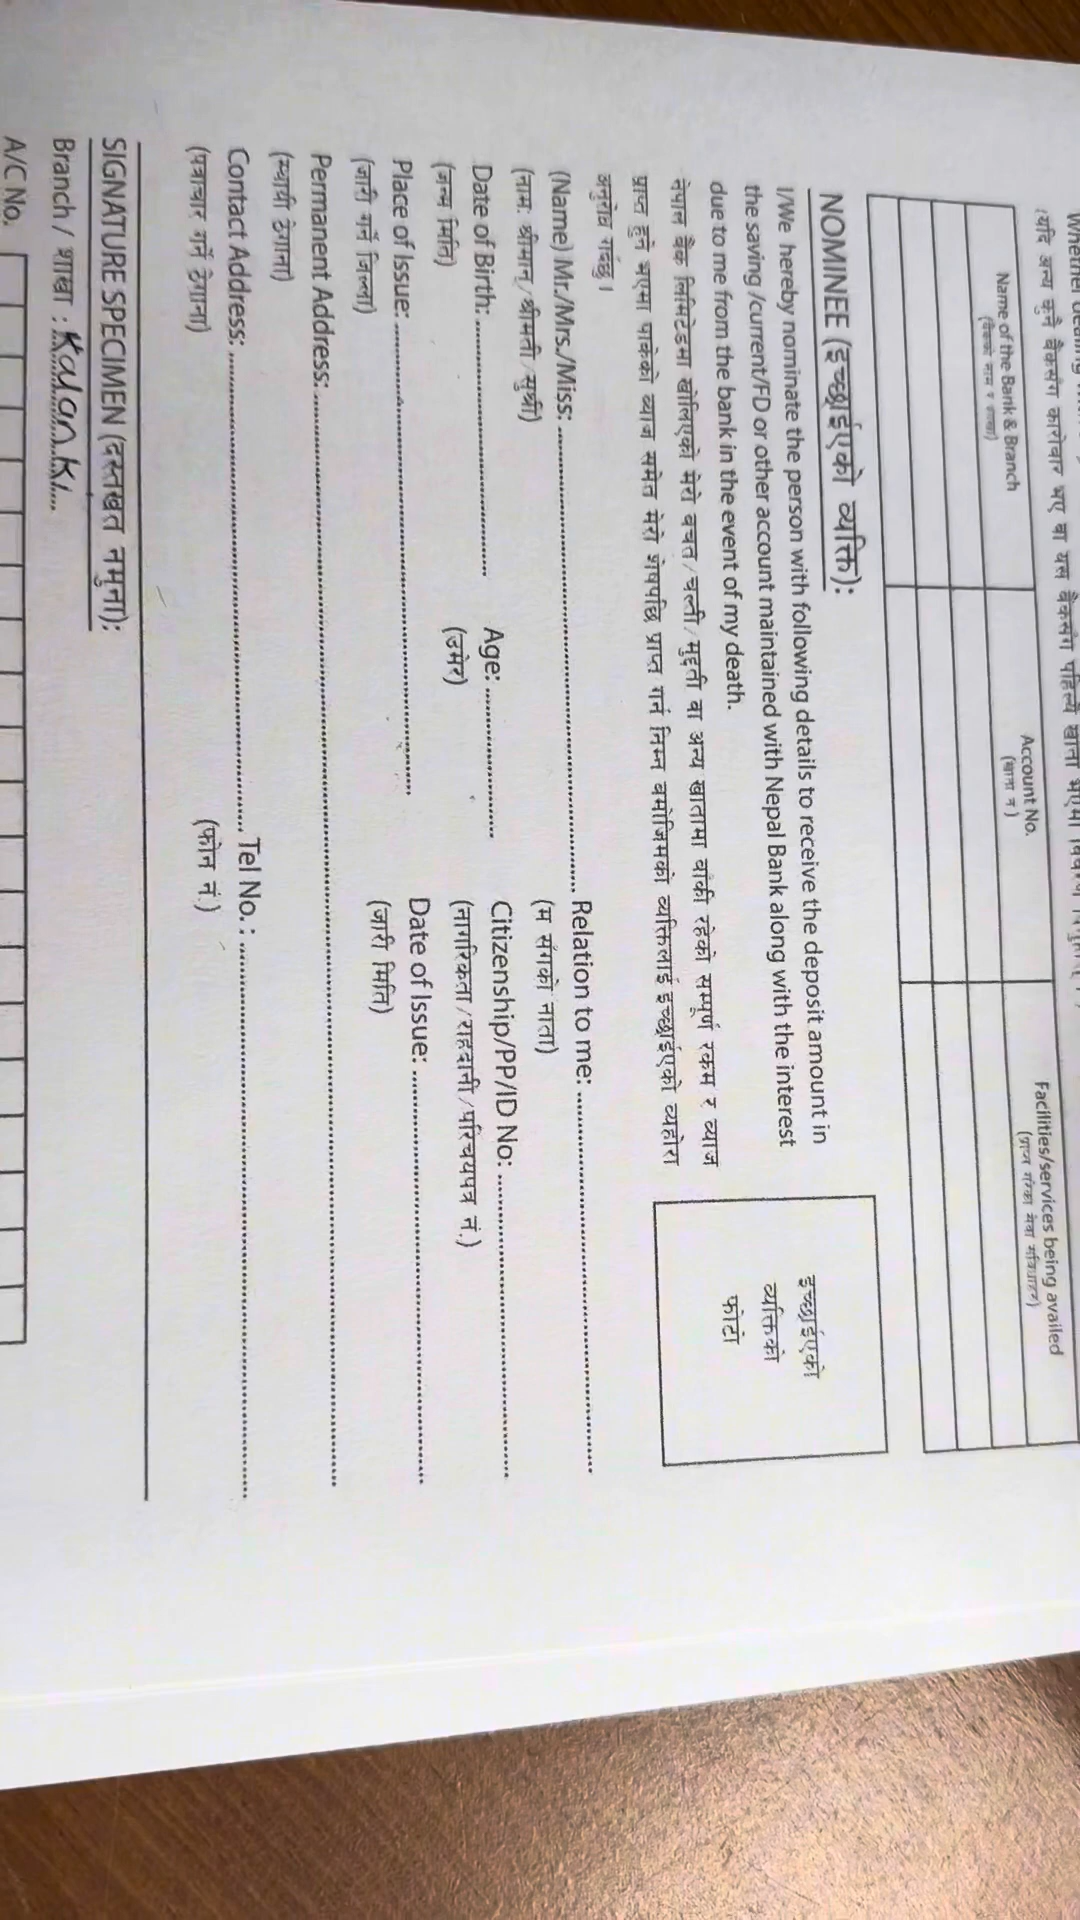 (यदि अन्य कुनै बैंकसंग कारोवार भए वा यस बैंकसंग पहिल्यै खाता भएमा
Name of the Bank & Branch Account No. Facilities/services being availed
(बैंकको नाम र शाखा) (खाता नं.)
NOMINEE (इच्छाईएको व्यक्ति):
I/We hereby nominate the person with following details to receive the deposit amount in
the saving /current/FD or other account maintained with Nepal Bank along with the interest
due to me from the bank in the event of my death.
नेपाल बैंक लिमिटेडमा खोलिएको मेरो बचत/चल्ती/मुद्दती वा अन्य खातामा बाँकी रहेको सम्पूर्ण रकम र व्याज
प्राप्त हुने भएमा पाकेको व्याज समेत मेरो शेषपछि प्राप्त गर्न निम्न बमोजिमको व्यक्तिलाई इच्छाईएको व्यहोरा
अनुरोध गर्दछु।
इच्छाईएको
व्यक्तिको
फोटो
(Name) Mr./Mrs./Miss: Relation to me:
(नाम: श्रीमान/श्रीमती/सुश्री) (म संगको नाता)
Date of Birth: Age: Citizenship/PP/ID No:
(जन्म मिति) (उमेर) (नागरिकता/राहदानी/परिचयपत्र नं.)
Place of Issue: Date of Issue:
(जारी गर्ने जिल्ला) (जारी मिति)
Permanent Address:
(स्थायी ठेगाना)
Contact Address: Tel No. :
(पत्राचार गर्ने ठेगाना) (फोन नं.)
SIGNATURE SPECIMEN (दस्तखत नमुना):
Branch / शाखा : Kalanki
A/C No.